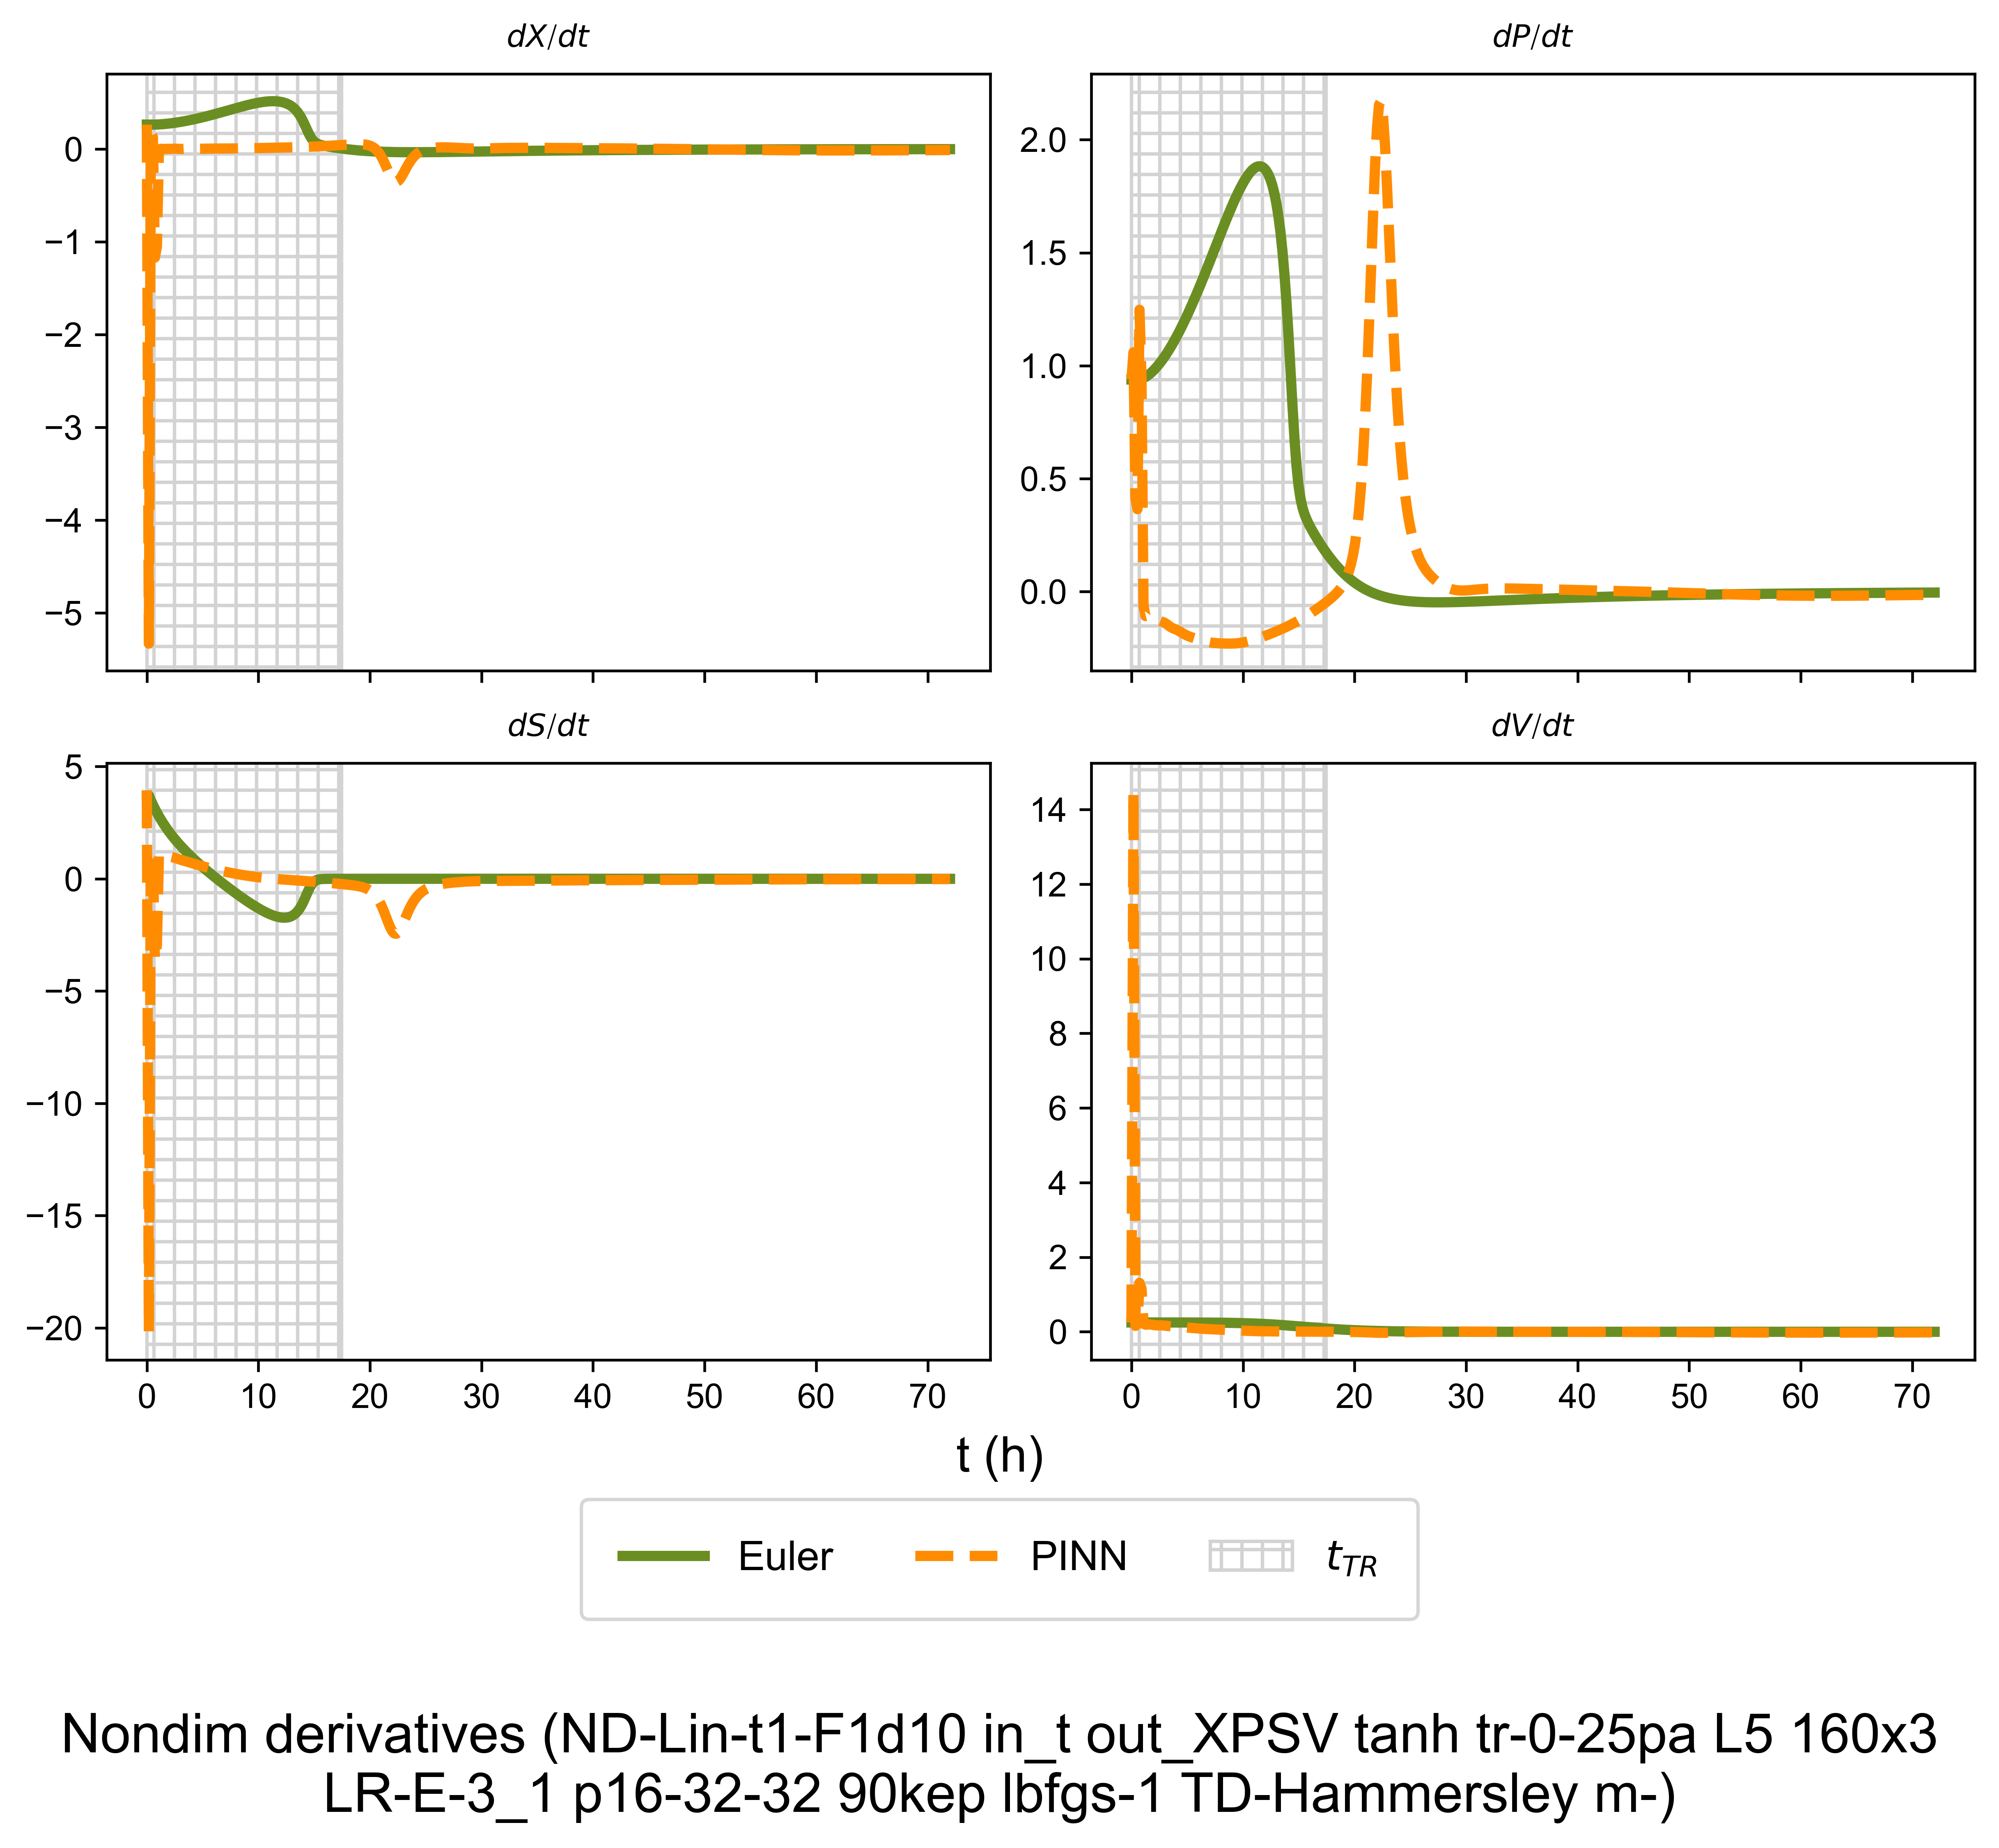 dX/dt
dP/dt
0
−1
−2
−3
−4
−5
2.0
1.5
1.0
0.5
0.0
dS/dt
dV/dt
5
0
−5
−10
−15
−20
14
12
10
8
6
4
2
0
0 10 20 30 40 50 60 70
0 10 20 30 40 50 60 70
t (h)
Euler PINN t_TR
Nondim derivatives (ND-Lin-t1-F1d10 in_t out_XPSV tanh tr-0-25pa L5 160x3
LR-E-3_1 p16-32-32 90kep lbfgs-1 TD-Hammersley m-)